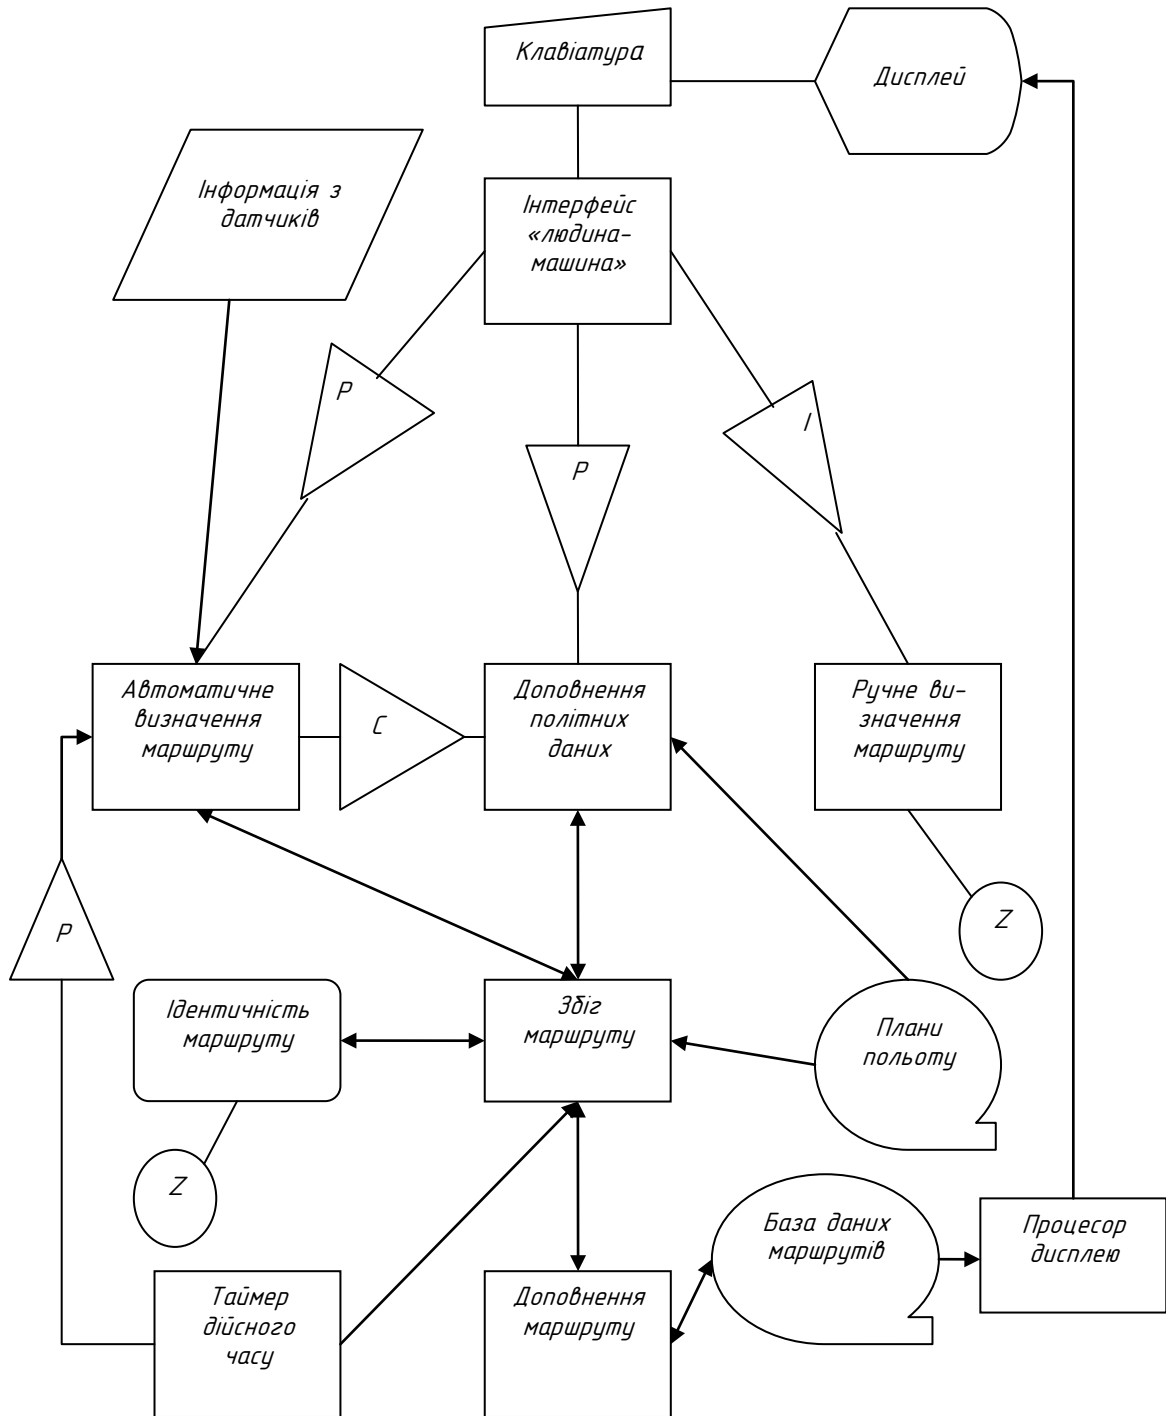 Клавіатура
Дисплей
Інформація з
датчиків
Інтерфейс
«людина-
машина»
Р
Р
І
Автоматичне
визначення
маршруту
С
Доповнення
політних
даних
Ручне ви-
значення
маршруту
Р
Z
Ідентичність
маршруту
Збіг
маршруту
Плани
польоту
Z
База даних
маршрутів
Процесор
дисплею
Таймер
дійсного
часу
Доповнення
маршруту